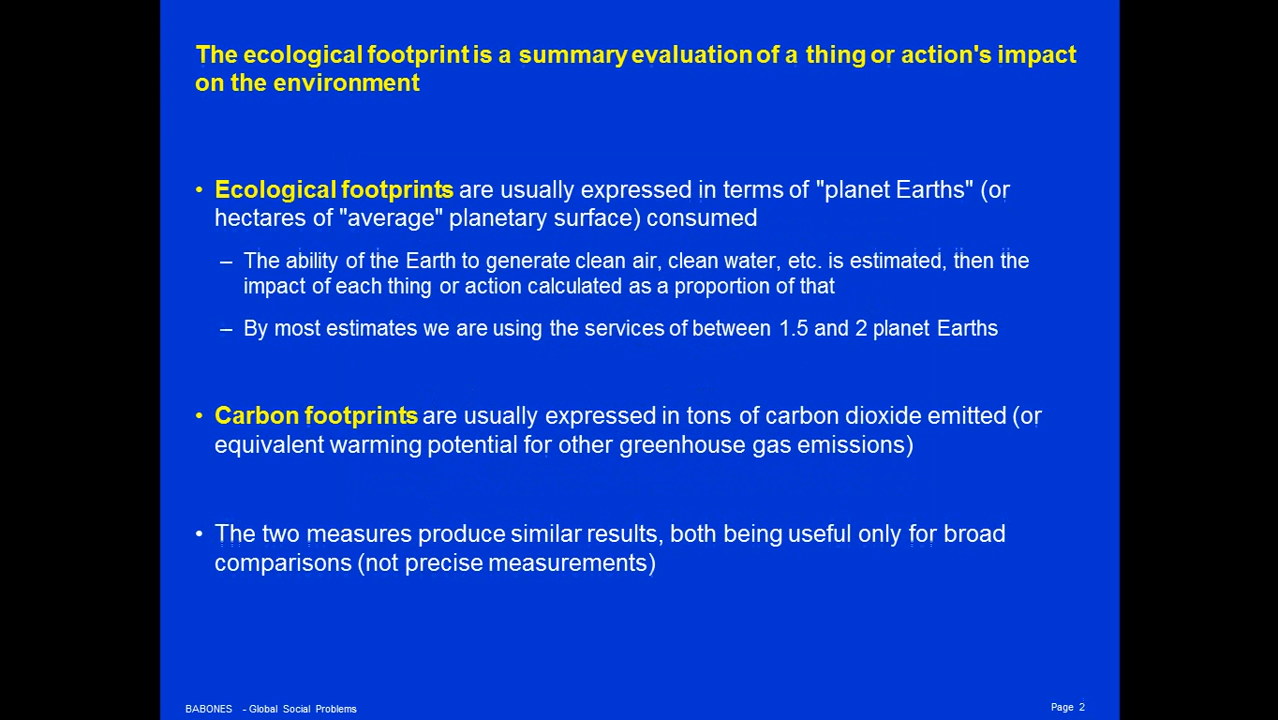 The ecological footprint is a summary evaluation of a thing or action's impact
on the environment
• Ecological footprints are usually expressed in terms of "planet Earths" (or
hectares of "average" planetary surface) consumed
– The ability of the Earth to generate clean air, clean water, etc. is estimated, then the
impact of each thing or action calculated as a proportion of that
– By most estimates we are using the services of between 1.5 and 2 planet Earths
• Carbon footprints are usually expressed in tons of carbon dioxide emitted (or
equivalent warming potential for other greenhouse gas emissions)
• The two measures produce similar results, both being useful only for broad
comparisons (not precise measurements)
BABONES - Global Social Problems
Page 2